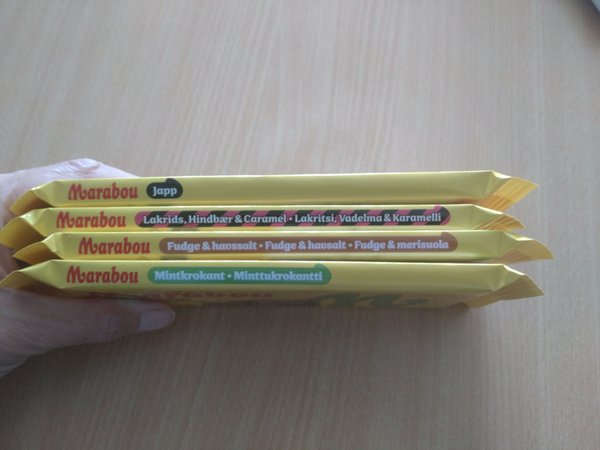 Marabou Japp
Marabou Lakrids, Hindbær & Caramel • Lakritsi, Vadelma & Karamelli
Marabou Fudge & havssalt • Fudge & havsalt • Fudge & merisuola
Marabou Mintkrokant • Minttukrokantti
Marabou